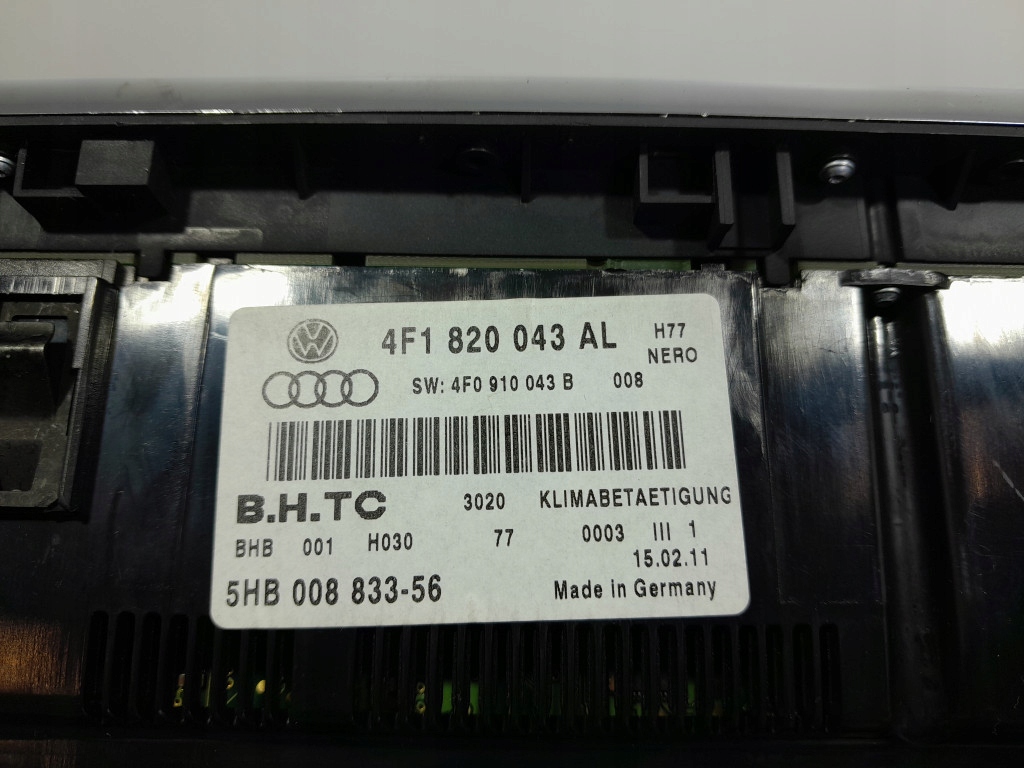 4F1 820 043 AL H77
NERO
SW: 4F0 910 043 B 008
B.H.TC 3020 KLIMABETAETIGUNG
BHB 001 H030 77 0003 III 1
15.02.11
5HB 008 833-56 Made in Germany